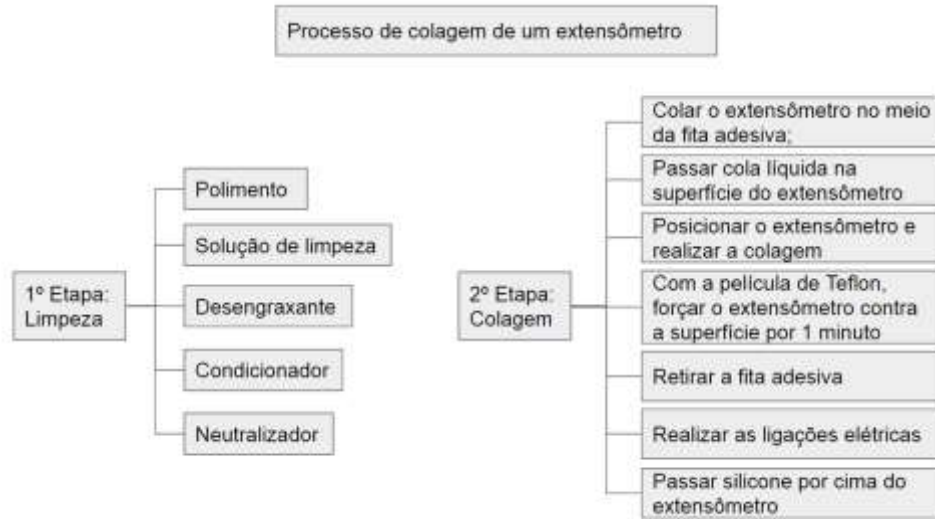 Processo de colagem de um extensômetro
1º Etapa:
Limpeza
Polimento
Solução de limpeza
Desengraxante
Condicionador
Neutralizador
2º Etapa:
Colagem
Colar o extensômetro no meio
da fita adesiva;
Passar cola líquida na
superfície do extensômetro
Posicionar o extensômetro e
realizar a colagem
Com a película de Teflon,
forçar o extensômetro contra
a superfície por 1 minuto
Retirar a fita adesiva
Realizar as ligações elétricas
Passar silicone por cima do
extensômetro